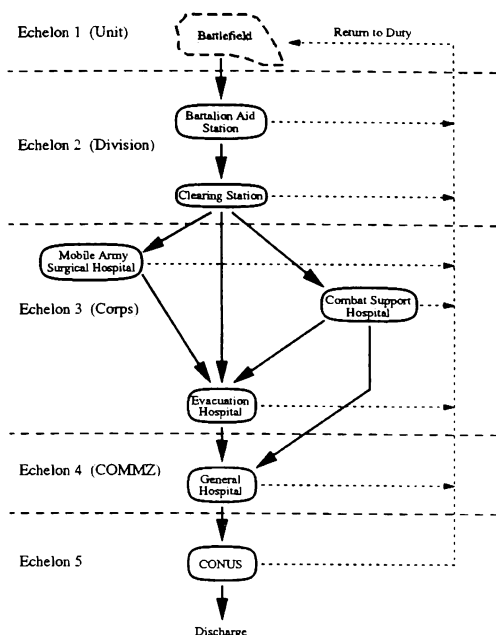 Echelon 1 (Unit)
Battlefield
Return to Duty
Battalion Aid
Station
Echelon 2 (Division)
Clearing Station
Mobile Army
Surgical Hospital
Echelon 3 (Corps)
Combat Support
Hospital
Evacuation
Hospital
Echelon 4 (COMMZ)
General
Hospital
Echelon 5
CONUS
Discharge